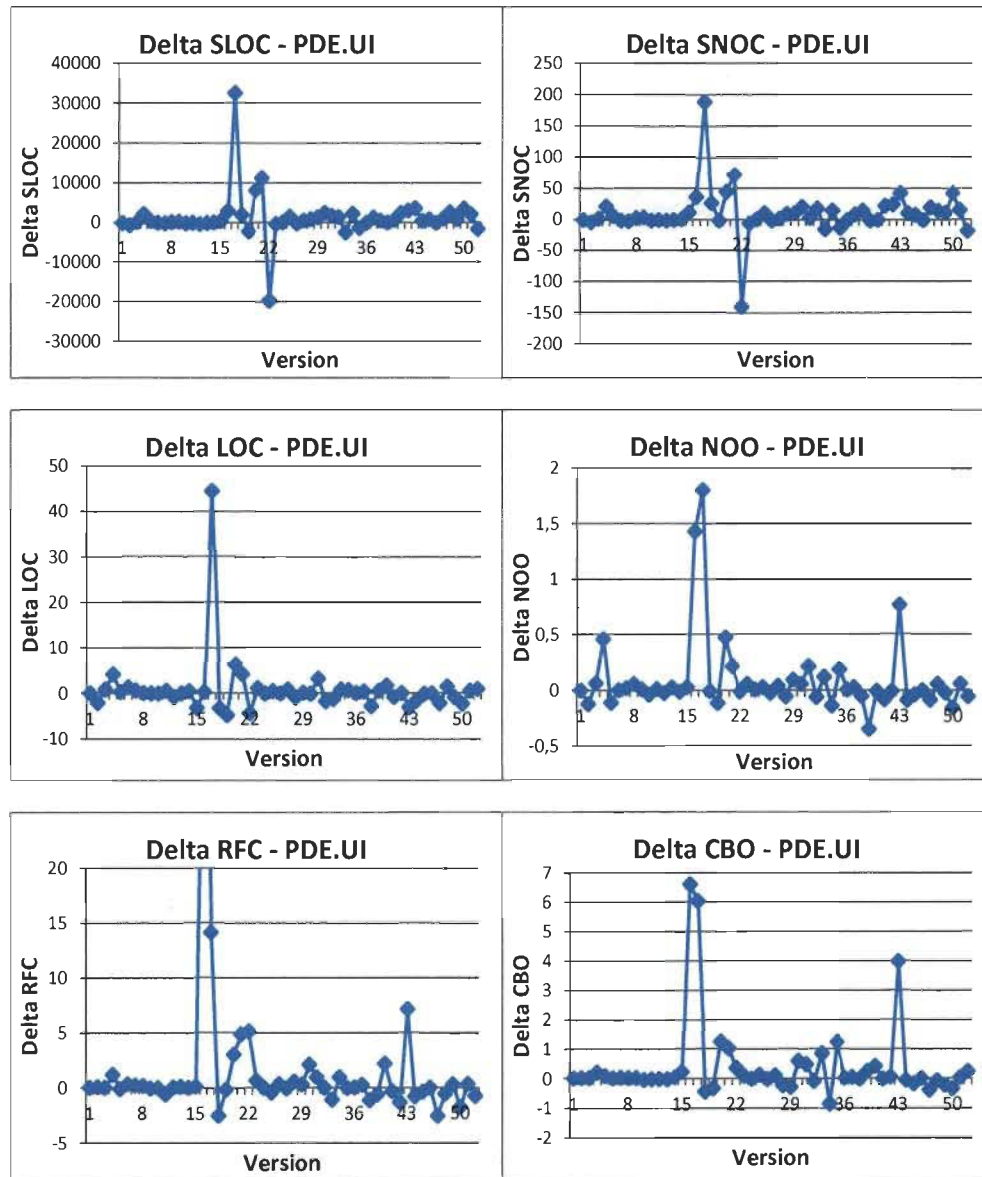 Delta SLOC - PDE.UI
40000
30000
20000
10000
0
-10000
-20000
-30000
Delta SLOC
1 8 15 22 29 36 43 50
Version
Delta SNOC - PDE.UI
250
200
150
100
50
0
-50
-100
-150
-200
Delta SNOC
1 8 15 22 29 36 43 50
Version
Delta LOC - PDE.UI
50
40
30
20
10
0
-10
Delta LOC
1 8 15 22 29 36 43 50
Version
Delta NOO - PDE.UI
2
1,5
1
0,5
0
-0,5
Delta NOO
1 8 15 22 29 36 43 50
Version
Delta RFC - PDE.UI
20
15
10
5
0
-5
Delta RFC
1 8 15 22 29 36 43 50
Version
Delta CBO - PDE.UI
7
6
5
4
3
2
1
0
-1
-2
Delta CBO
1 8 15 22 29 36 43 50
Version